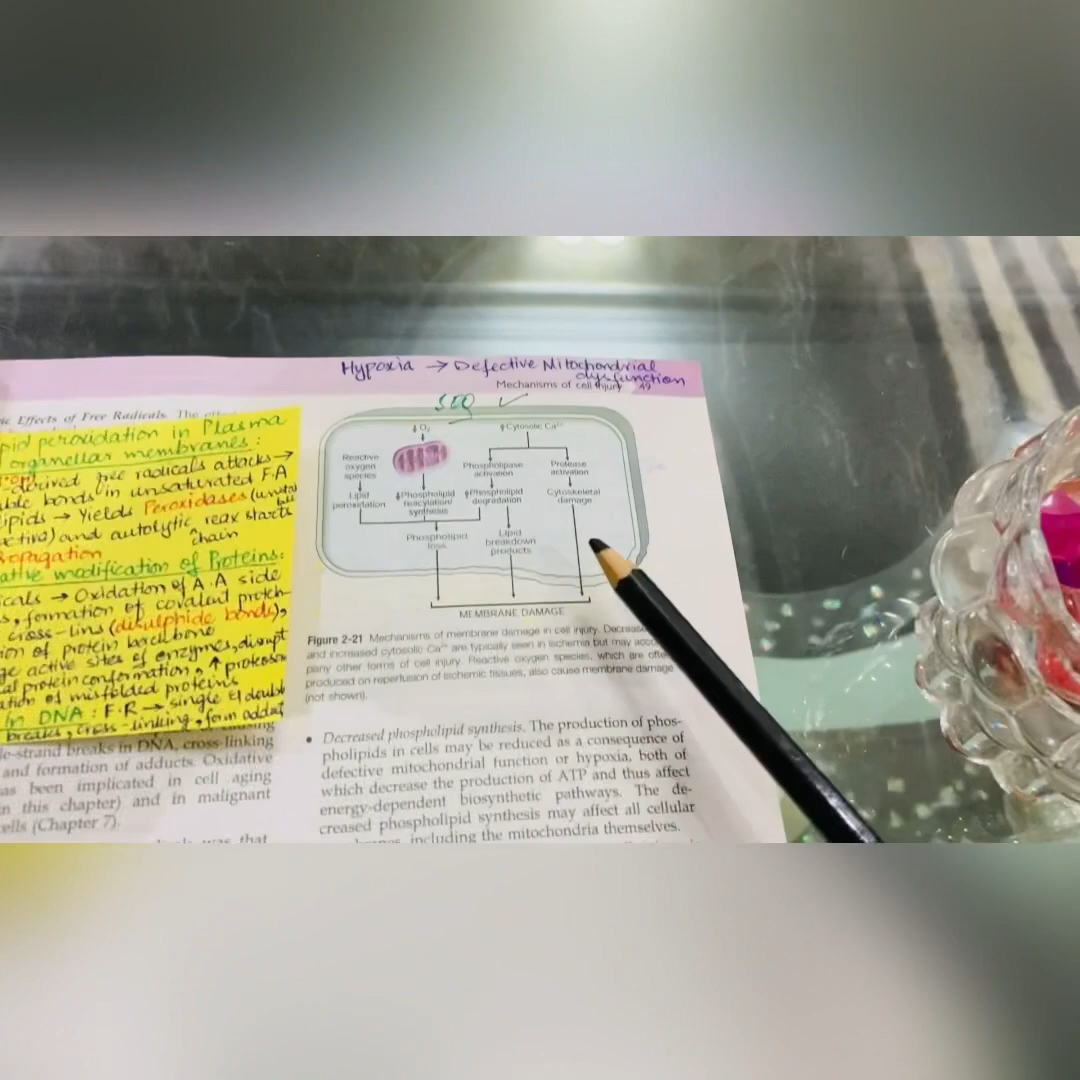 Hypoxia → Defective Mitochondrial
dysfunction
Mechanisms of cell injury 49
ic Effects of Free Radicals. The
pid peroxidation in Plasma
organellar membranes:
derived free radicals attacks →
ble bonds in unsaturated F.A
lipids → Yields Peroxidases
ctive) and autolytic reax starts
chain
opagation
ative modification of Proteins:
icals → Oxidation of A.A side
s, formation of covalent protein-
cross-lins (disulphide bonds),
ion of protein backbone
ge active sites of enzymes, disrupt
al protein conformation, ↑
ation of misfolded proteins
In DNA: F.R → single & double
breaks, cross-linking, form adduct
le-strand breaks in DNA, cross-linking
and formation of adducts. Oxidative
as been implicated in cell aging
n this chapter) and in malignant
cells (Chapter 7).
was that
SEQ ✓
↓O₂
↑Cytosolic Ca²⁺
Reactive
oxygen
species
Phospholipase
activation
Protease
activation
Lipid
peroxidation
↓Phospholipid
reacylation/
synthesis
↑Phospholipid
degradation
Cytoskeletal
damage
Phospholipid
loss
Lipid
breakdown
products
MEMBRANE DAMAGE
Figure 2-21 Mechanisms of membrane damage in cell injury.
and increased cytosolic Ca²⁺ are typically seen in ischemia but may
many other forms of cell injury. Reactive oxygen species, which are
produced on reperfusion of ischemic tissues, also cause membrane damage
(not shown).
• Decreased phospholipid synthesis. The production of phos-
pholipids in cells may be reduced as a consequence of
defective mitochondrial function or hypoxia, both of
which decrease the production of ATP and thus affect
energy-dependent biosynthetic pathways. The de-
creased phospholipid synthesis may affect all cellular
including the mitochondria themselves.